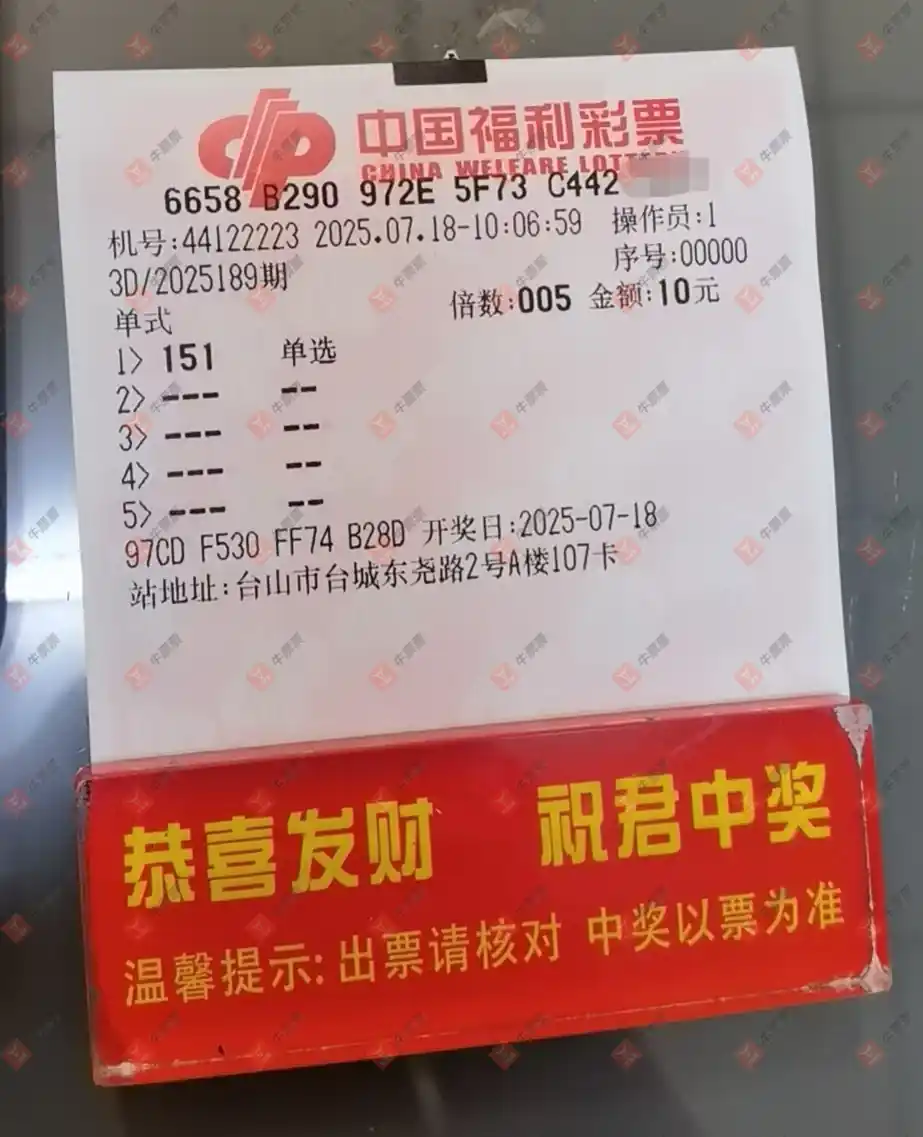 中国福利彩票
CHINA WELFARE LOTTERY
6658 B290 972E 5F73 C442
机号:44122223 2025.07.18-10:06:59 操作员:1
序号:00000
3D/2025189期
倍数:005 金额:10元
单式
1> 151 单选
2> --- --
3> --- --
4> --- --
5> --- --
97CD F530 FF74 B28D 开奖日:2025-07-18
站地址:台山市台城东尧路2号A楼107卡
恭喜发财 祝君中奖
温馨提示:出票请核对 中奖以票为准